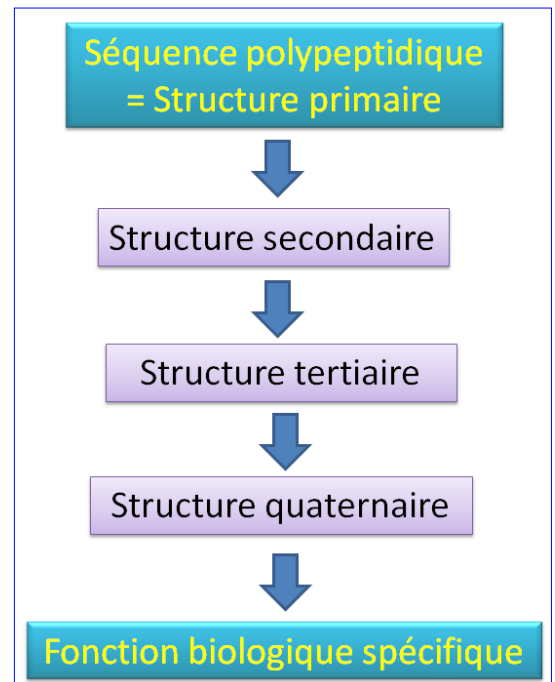 Séquence polypeptidique
= Structure primaire
Structure secondaire
Structure tertiaire
Structure quaternaire
Fonction biologique spécifique